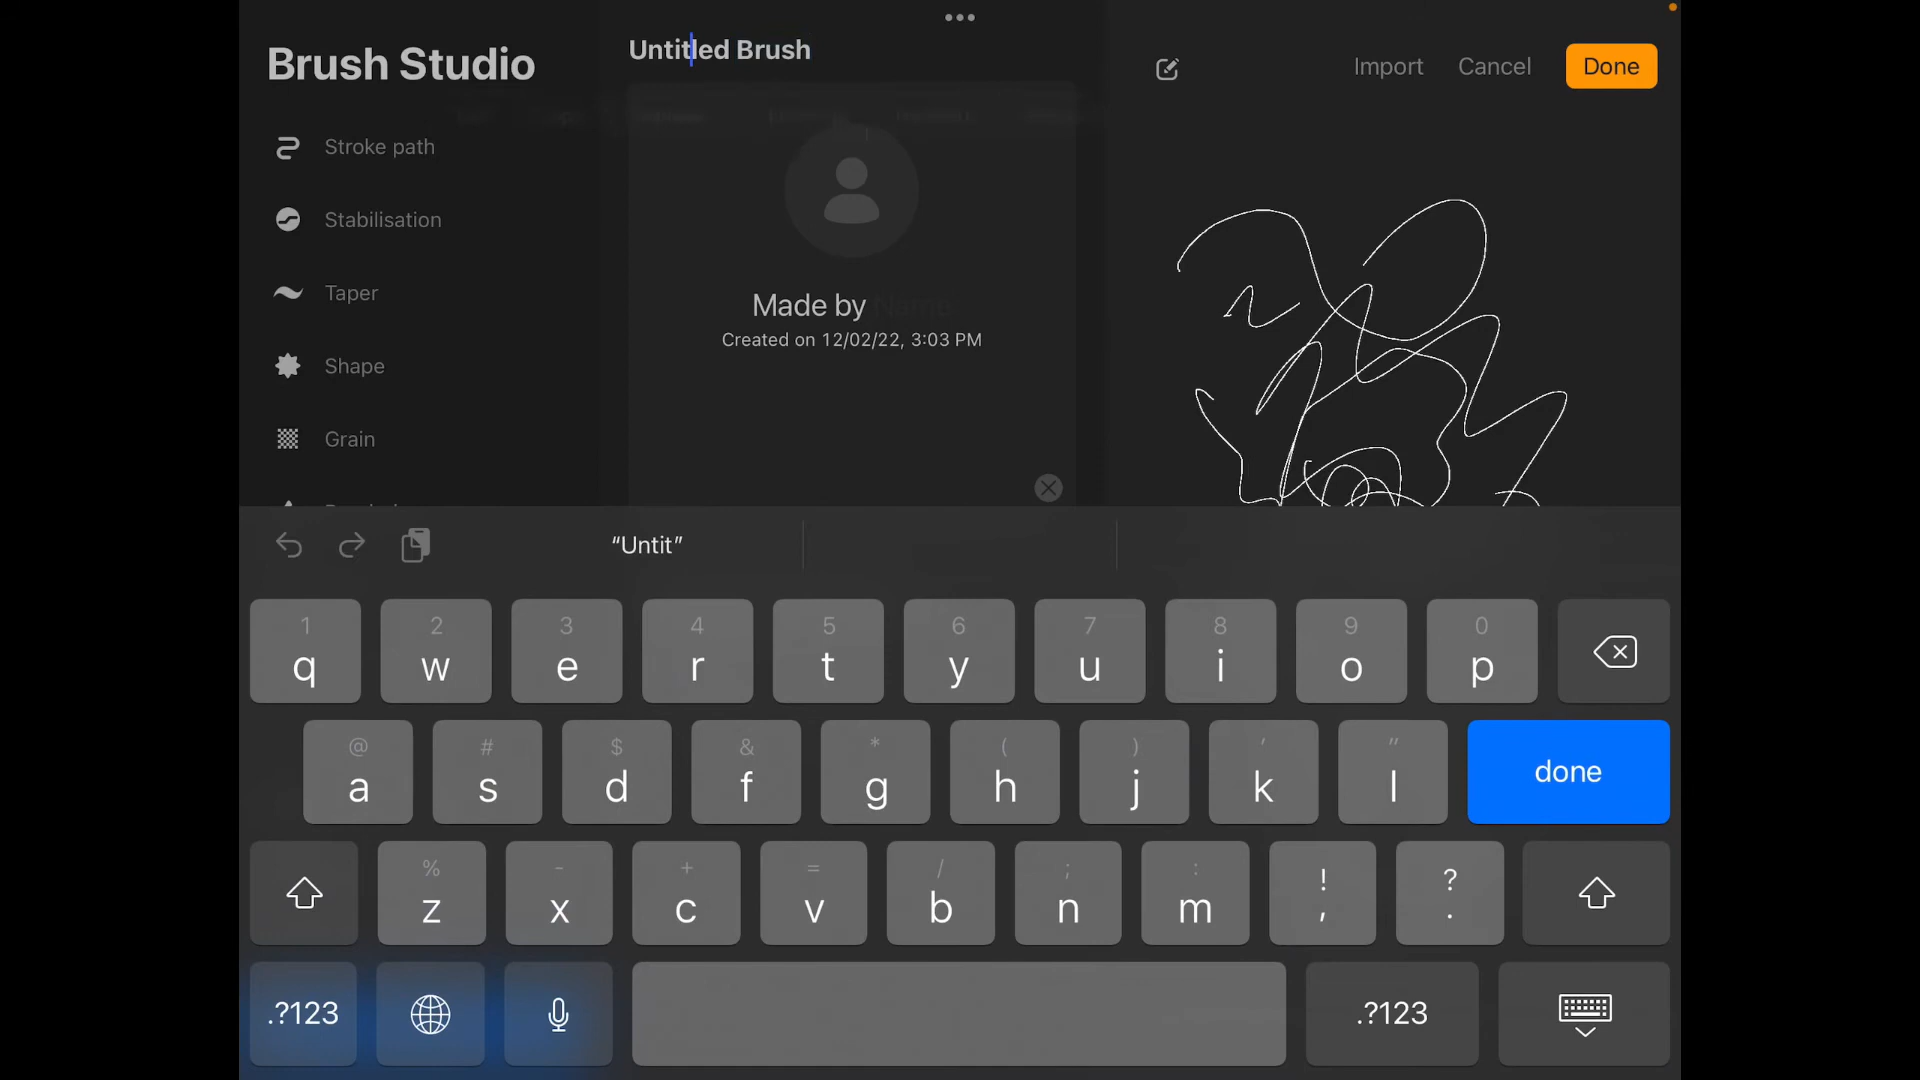 Brush Studio
Untitled Brush
Import
Cancel
Done
Stroke path
Stabilisation
Taper
Shape
Grain
Made by Name
Created on 12/02/22, 3:03 PM
“Untit”
1 2 3 4 5 6 7 8 9 0
q w e r t y u i o p
@ # $ & * ( ) ' "
a s d f g h j k l done
% - + = / ; : ! ?
z x c v b n m , .
.?123 .?123